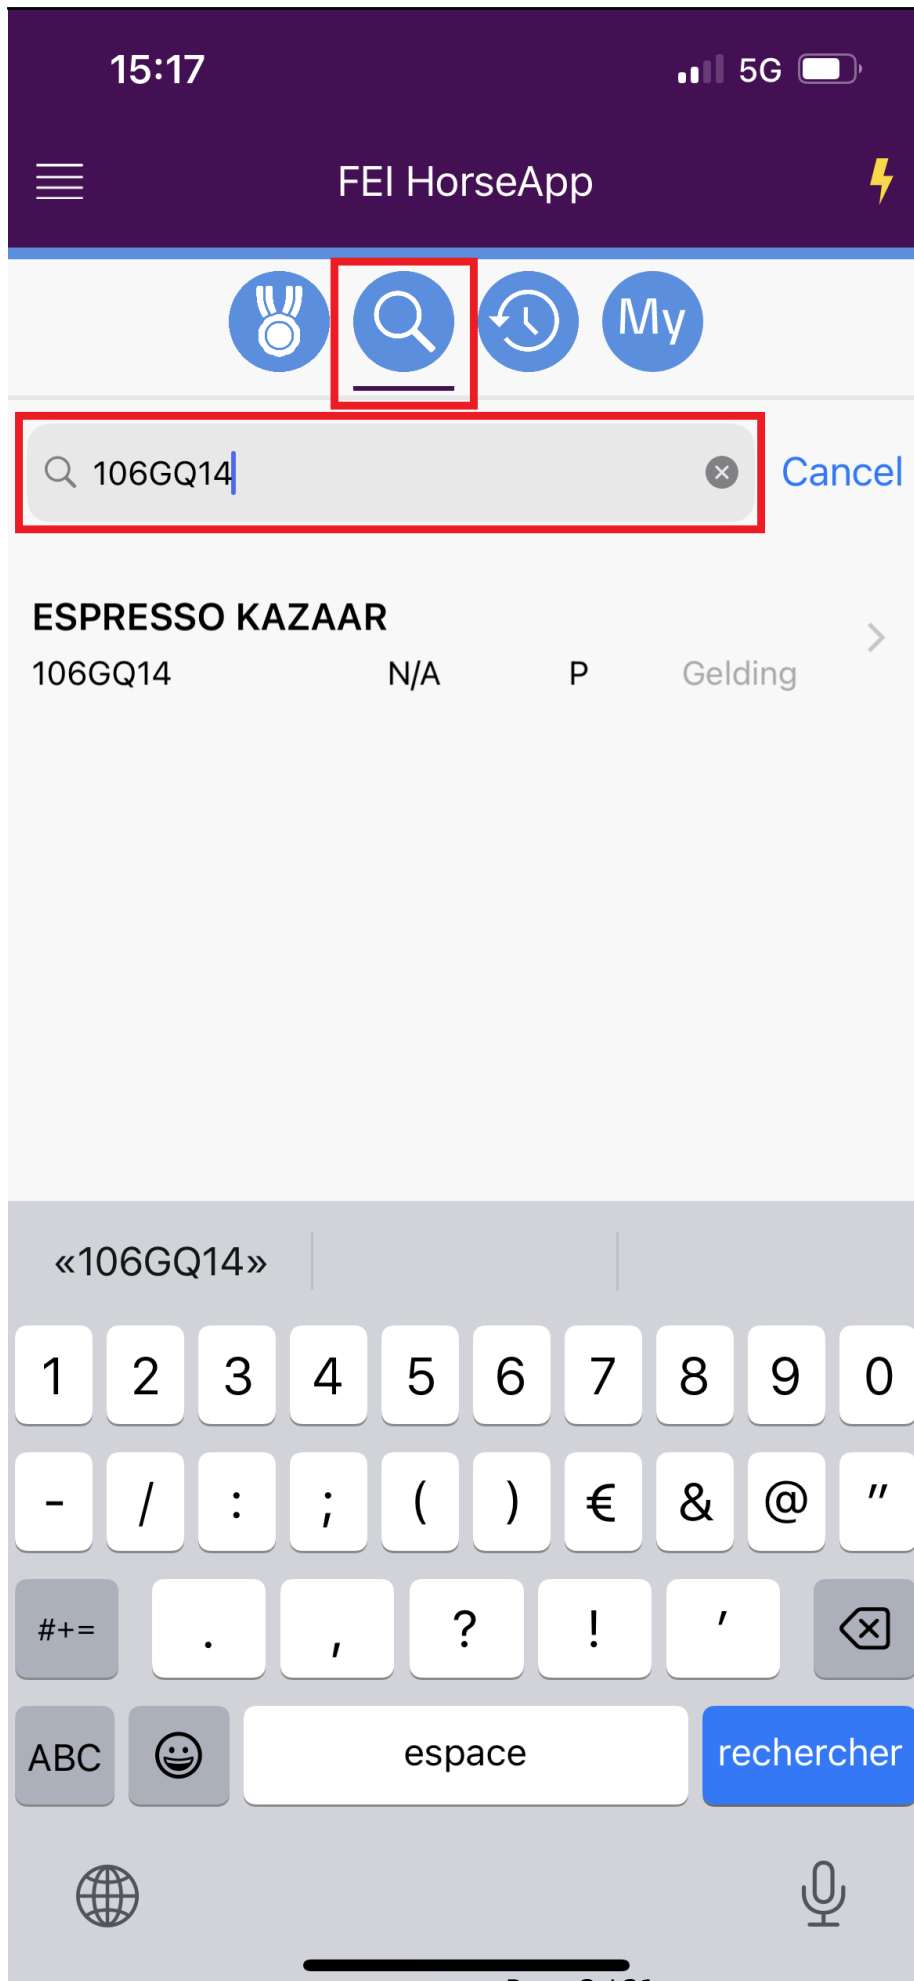 15:17 5G
FEI HorseApp
My
106GQ14 Cancel
ESPRESSO KAZAAR
106GQ14 N/A P Gelding
«106GQ14»
1 2 3 4 5 6 7 8 9 0
- / : ; ( ) € & @ "
#+= . , ? ! '
ABC espace rechercher